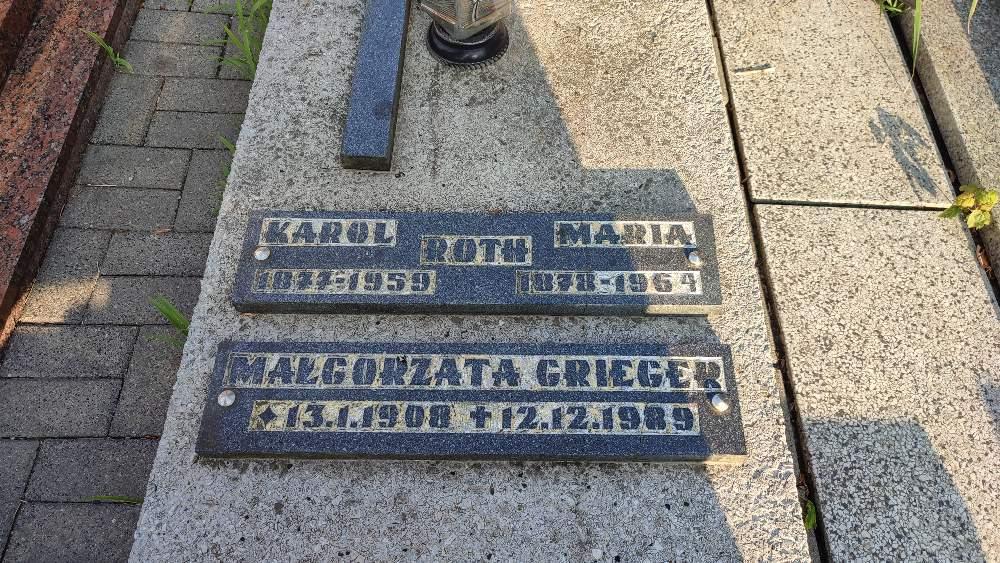 KAROL ROTH MARIA
1877-1959 1878-1964
MAŁGORZATA GRIEGER
✦ 13.1.1908 ✝ 12.12.1989